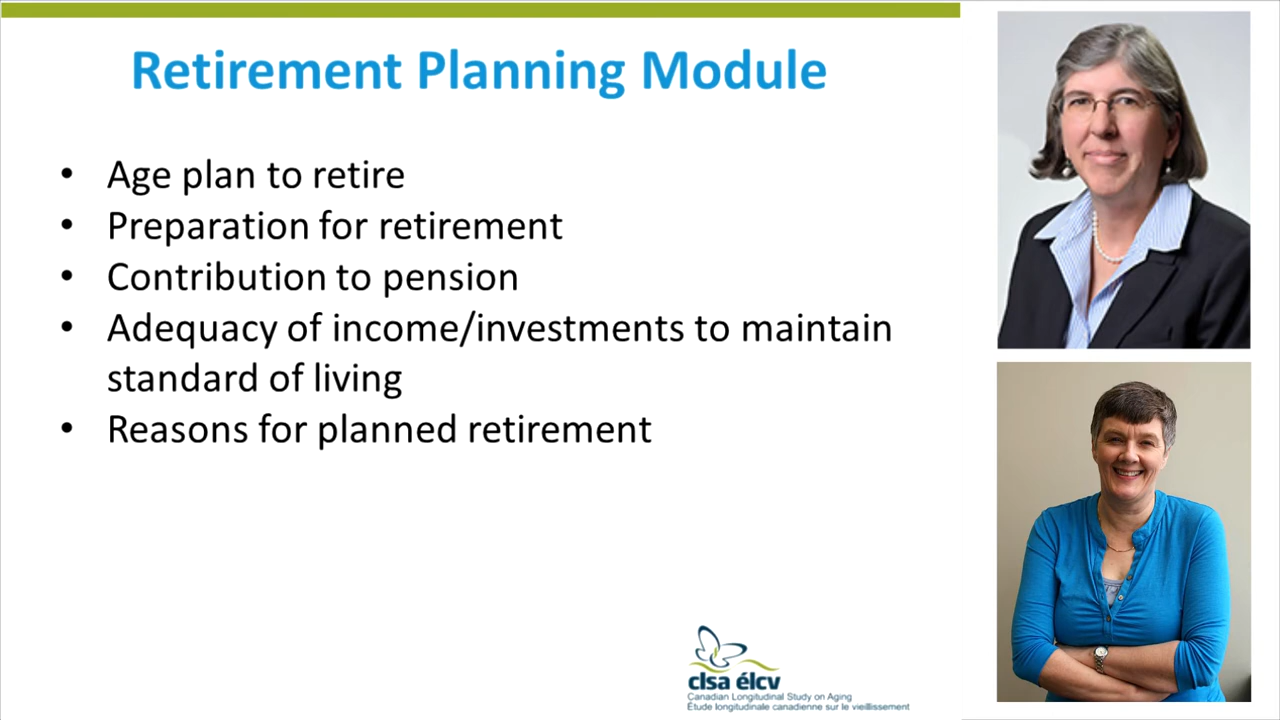 Retirement Planning Module
• Age plan to retire
• Preparation for retirement
• Contribution to pension
• Adequacy of income/investments to maintain
standard of living
• Reasons for planned retirement
clsa élcv
Canadian Longitudinal Study on Aging
Étude longitudinale canadienne sur le vieillissement